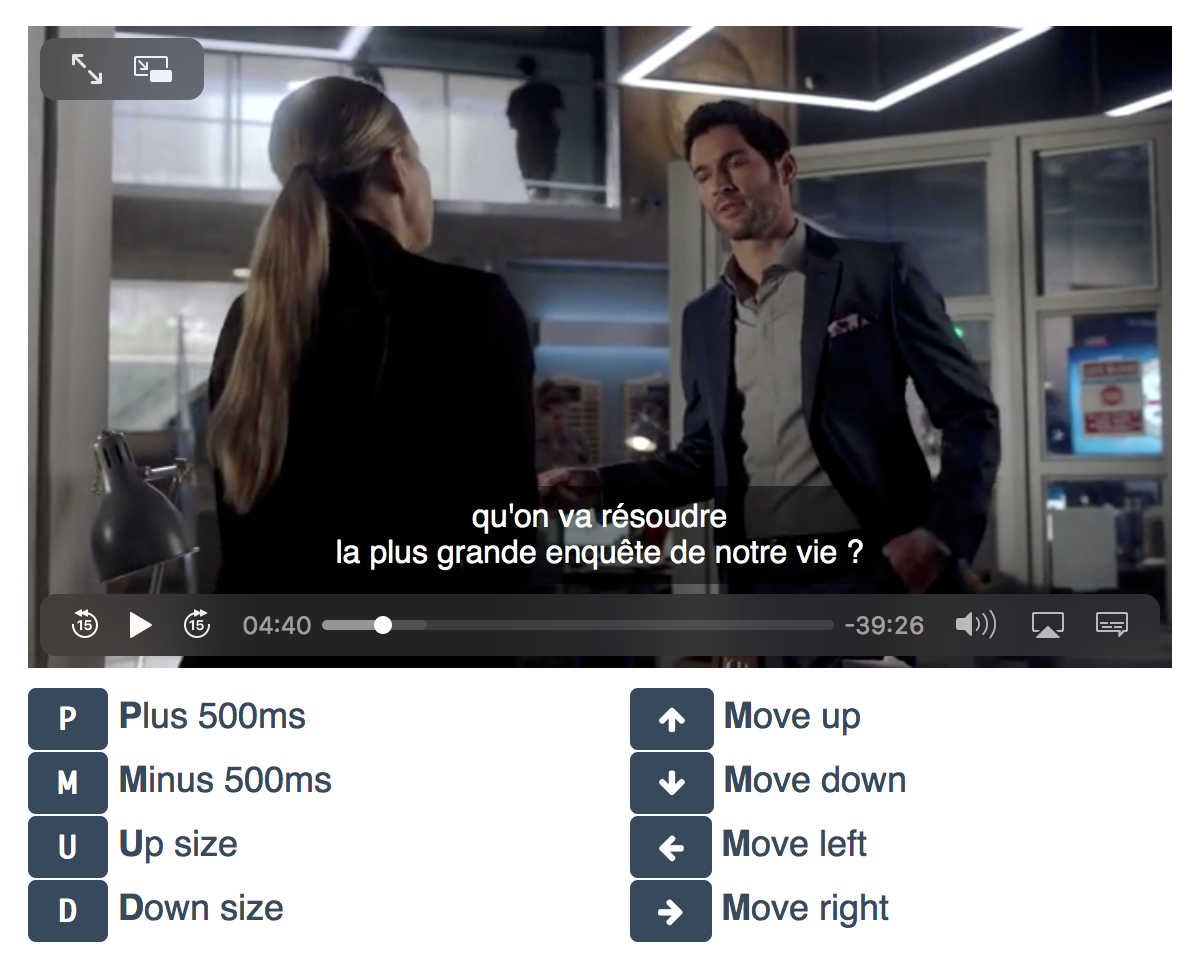 qu'on va résoudre
la plus grande enquête de notre vie ?
15 15 04:40 -39:26
P Plus 500ms
M Minus 500ms
U Up size
D Down size
Move up
Move down
Move left
Move right